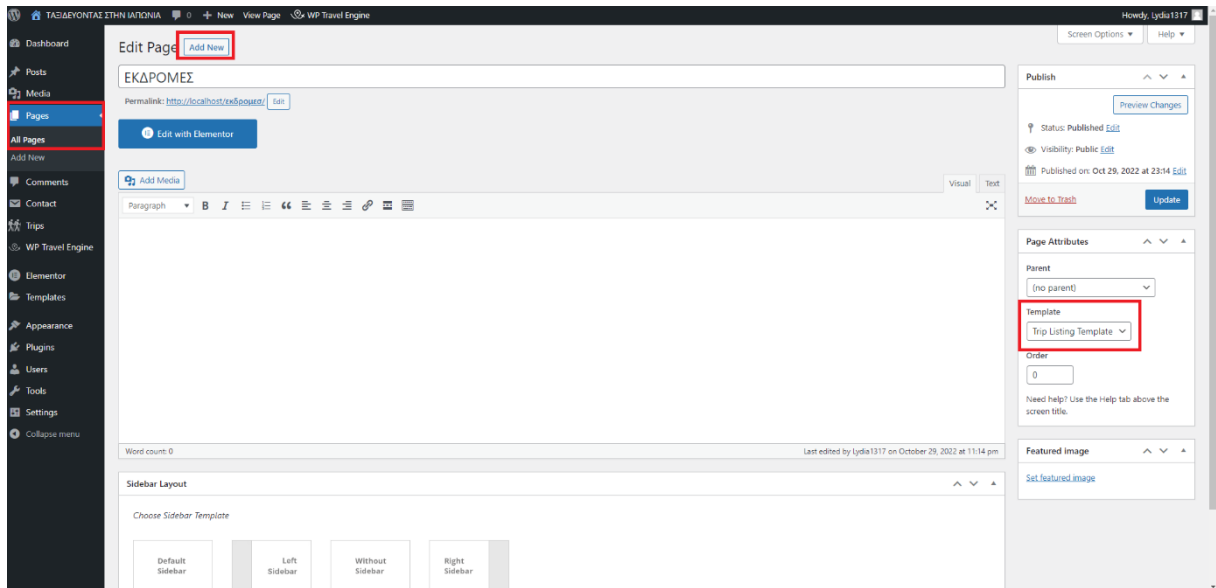 ΤΑΞΙΔΕΥΟΝΤΑΣ ΣΤΗΝ ΙΑΠΩΝΙΑ 0 + New View Page WP Travel Engine Howdy, Lydia1317
Screen Options Help
Dashboard
Posts
Media
Pages
All Pages
Add New
Comments
Contact
Trips
WP Travel Engine
Elementor
Templates
Appearance
Plugins
Users
Tools
Settings
Collapse menu
Edit Page Add New
ΕΚΔΡΟΜΕΣ
Permalink: http://localhost/εκδρομεσ/ Edit
Edit with Elementor
Add Media
Visual Text
Paragraph B I
Word count: 0 Last edited by Lydia1317 on October 29, 2022 at 11:14 pm
Sidebar Layout
Choose Sidebar Template
Default
Sidebar
Left
Sidebar
Without
Sidebar
Right
Sidebar
Publish
Preview Changes
Status: Published Edit
Visibility: Public Edit
Published on: Oct 29, 2022 at 23:14 Edit
Move to Trash Update
Page Attributes
Parent
(no parent)
Template
Trip Listing Template
Order
0
Need help? Use the Help tab above the
screen title.
Featured image
Set featured image